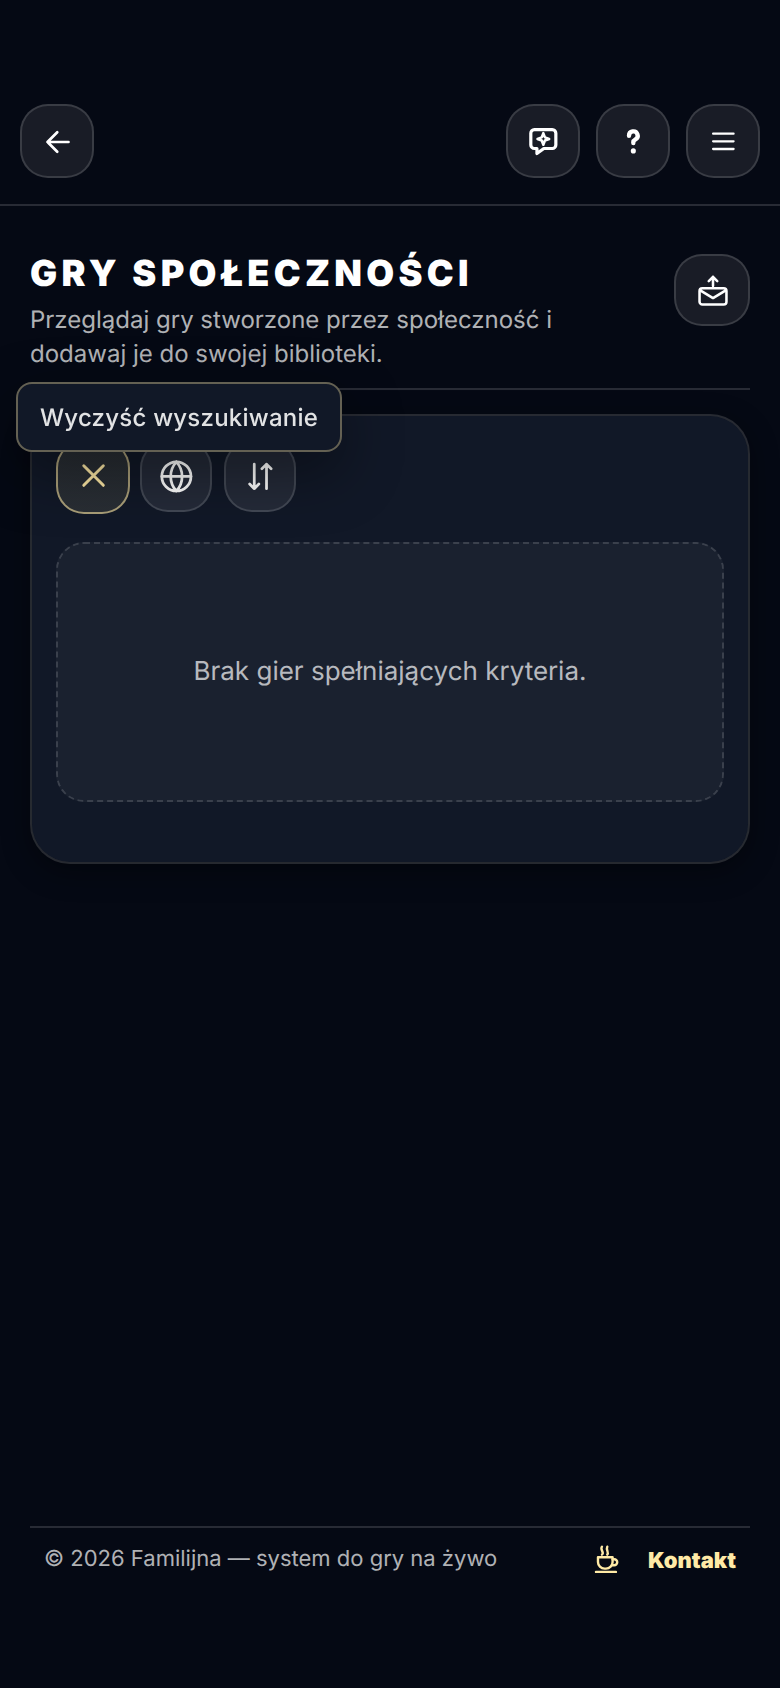 GRY SPOŁECZNOŚCI
Przeglądaj gry stworzone przez społeczność i
dodawaj je do swojej biblioteki.
Wyczyść wyszukiwanie
Brak gier spełniających kryteria.
© 2026 Familijna — system do gry na żywo
Kontakt